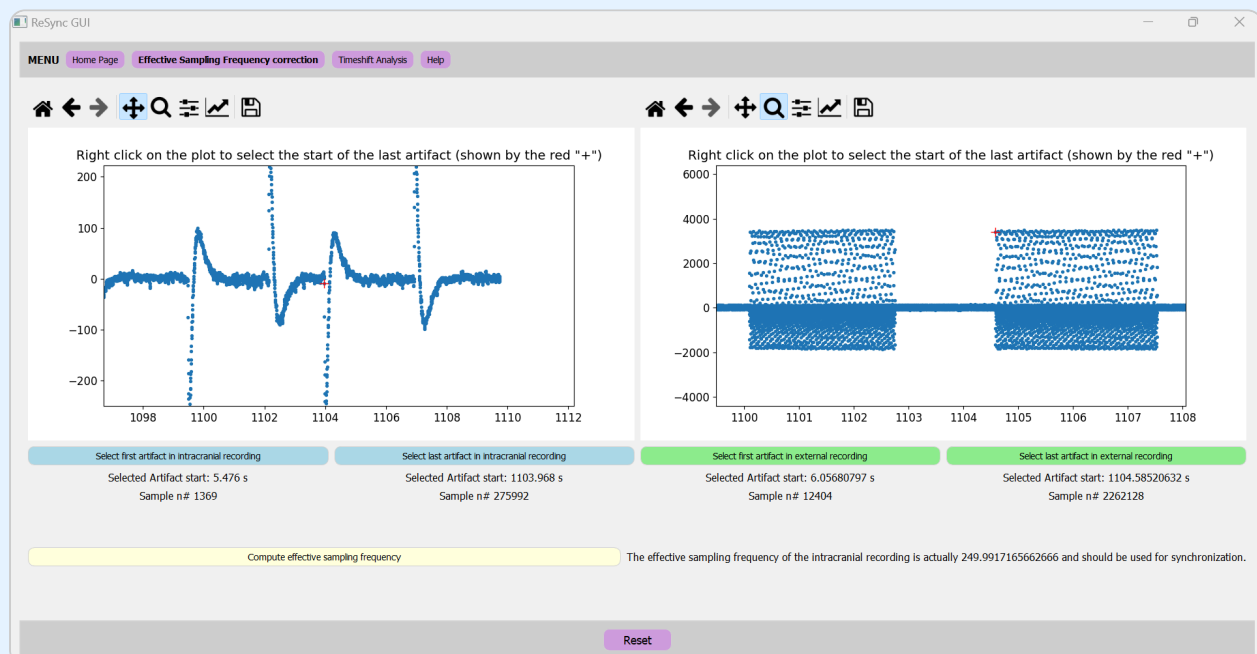 ReSync GUI
MENU Home Page Effective Sampling Frequency correction Timeshift Analysis Help
Right click on the plot to select the start of the last artifact (shown by the red "+")
200
100
0
−100
−200
1098 1100 1102 1104 1106 1108 1110 1112
Right click on the plot to select the start of the last artifact (shown by the red "+")
6000
4000
2000
0
−2000
−4000
1100 1101 1102 1103 1104 1105 1106 1107 1108
Select first artifact in intracranial recording Select last artifact in intracranial recording Select first artifact in external recording Select last artifact in external recording
Selected Artifact start: 5.476 s Selected Artifact start: 1103.968 s Selected Artifact start: 6.05680797 s Selected Artifact start: 1104.58520632 s
Sample n# 1369 Sample n# 275992 Sample n# 12404 Sample n# 2262128
Compute effective sampling frequency The effective sampling frequency of the intracranial recording is actually 249.9917165662666 and should be used for synchronization.
Reset